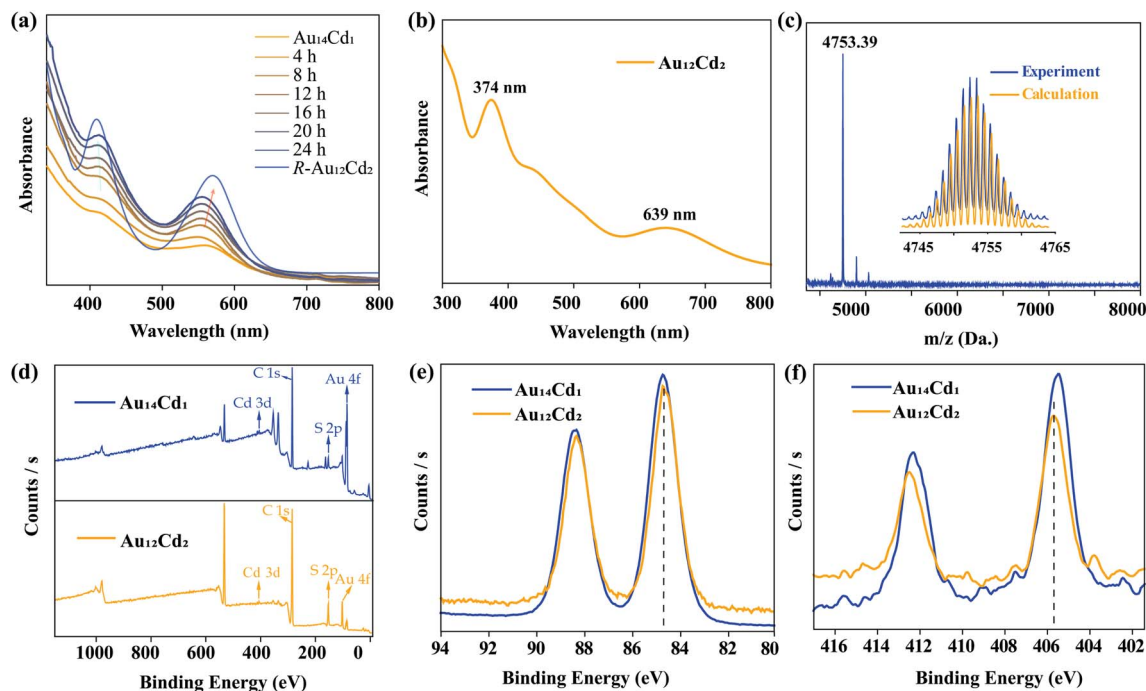 (a)
Absorbance
Au₁₄Cd₁
4 h
8 h
12 h
16 h
20 h
24 h
R-Au₁₂Cd₂
400 500 600 700 800
Wavelength (nm)
(b)
Absorbance
Au₁₂Cd₂
374 nm
639 nm
300 400 500 600 700 800
Wavelength (nm)
(c)
4753.39
Experiment
Calculation
4745 4755 4765
5000 6000 7000 8000
m/z (Da.)
(d)
Counts / s
Au₁₄Cd₁
C 1s
Au 4f
Cd 3d
S 2p
Au₁₂Cd₂
C 1s
Cd 3d
S 2p
Au 4f
1000 800 600 400 200 0
Binding Energy (eV)
(e)
Counts / s
Au₁₄Cd₁
Au₁₂Cd₂
94 92 90 88 86 84 82 80
Binding Energy (eV)
(f)
Counts / s
Au₁₄Cd₁
Au₁₂Cd₂
416 414 412 410 408 406 404 402
Binding Energy (eV)